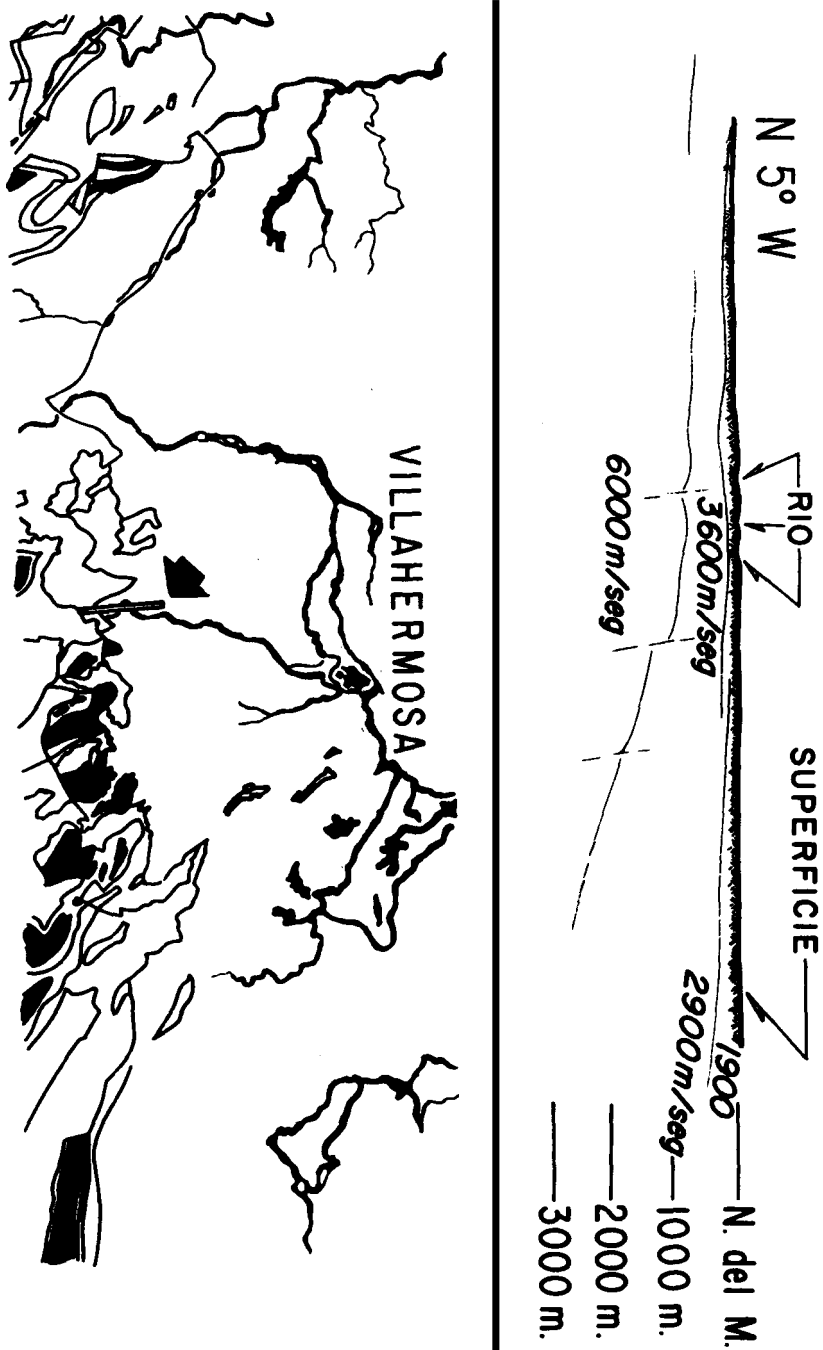 N 5° W
RIO
SUPERFICIE
3600m/seg
6000m/seg
1900
2900m/seg
N. del M.
1000 m.
2000 m.
3000 m.
VILLAHERMOSA